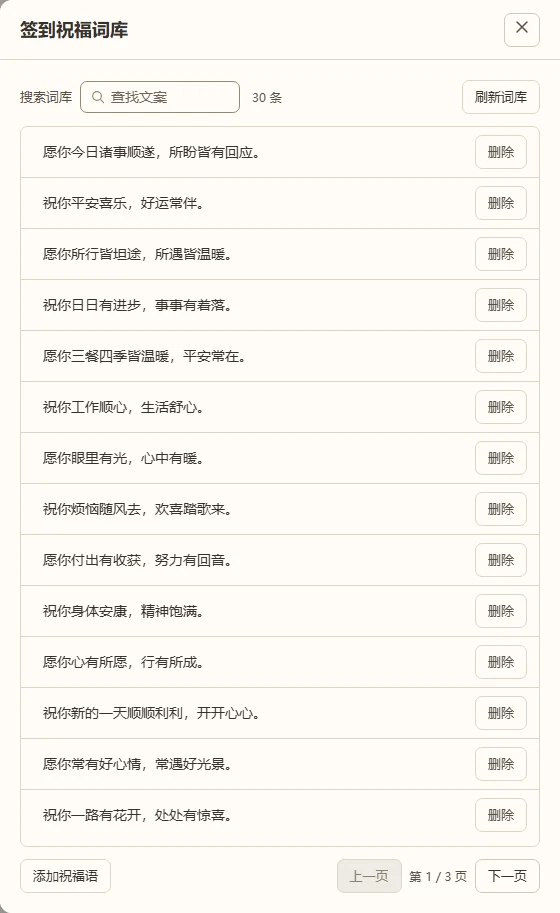 签到祝福词库
搜索词库 查找文案 30 条 刷新词库
愿你今日诸事顺遂，所盼皆有回应。 删除
祝你平安喜乐，好运常伴。 删除
愿你所行皆坦途，所遇皆温暖。 删除
祝你日日有进步，事事有着落。 删除
愿你三餐四季皆温暖，平安常在。 删除
祝你工作顺心，生活舒心。 删除
愿你眼里有光，心中有暖。 删除
祝你烦恼随风去，欢喜踏歌来。 删除
愿你付出有收获，努力有回音。 删除
祝你身体安康，精神饱满。 删除
愿你心有所愿，行有所成。 删除
祝你新的一天顺顺利利，开开心心。 删除
愿你常有好心情，常遇好光景。 删除
祝你一路有花开，处处有惊喜。 删除
添加祝福语 上一页 第 1 / 3 页 下一页